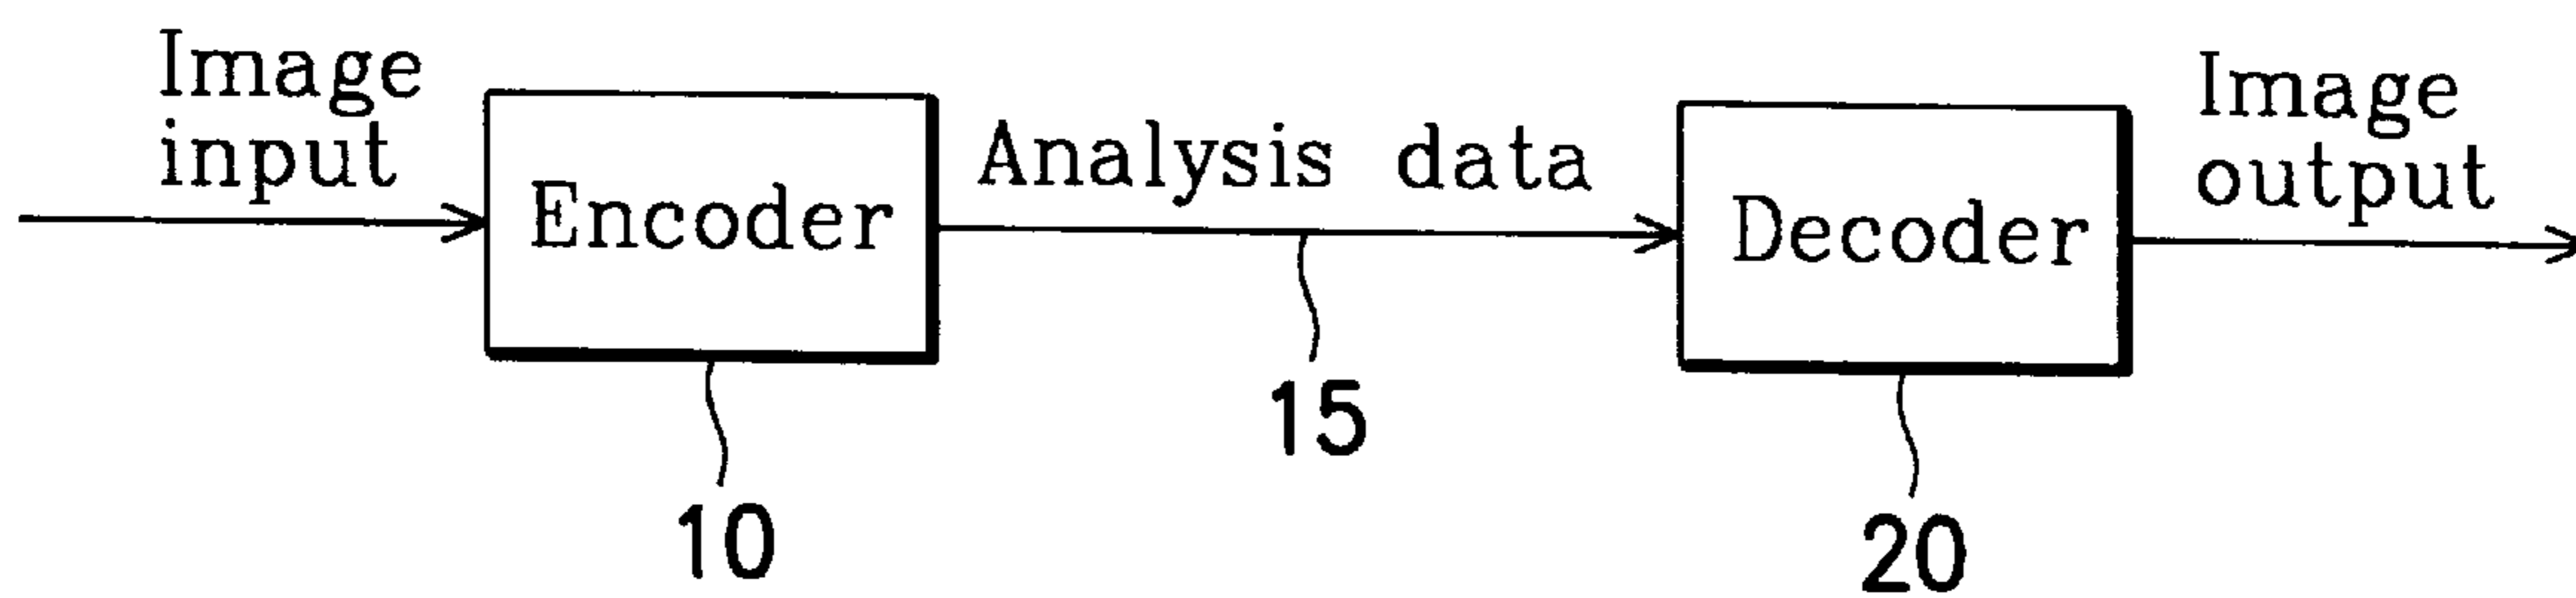 Image
input
Encoder
Analysis data
Decoder
Image
output
10
15
20